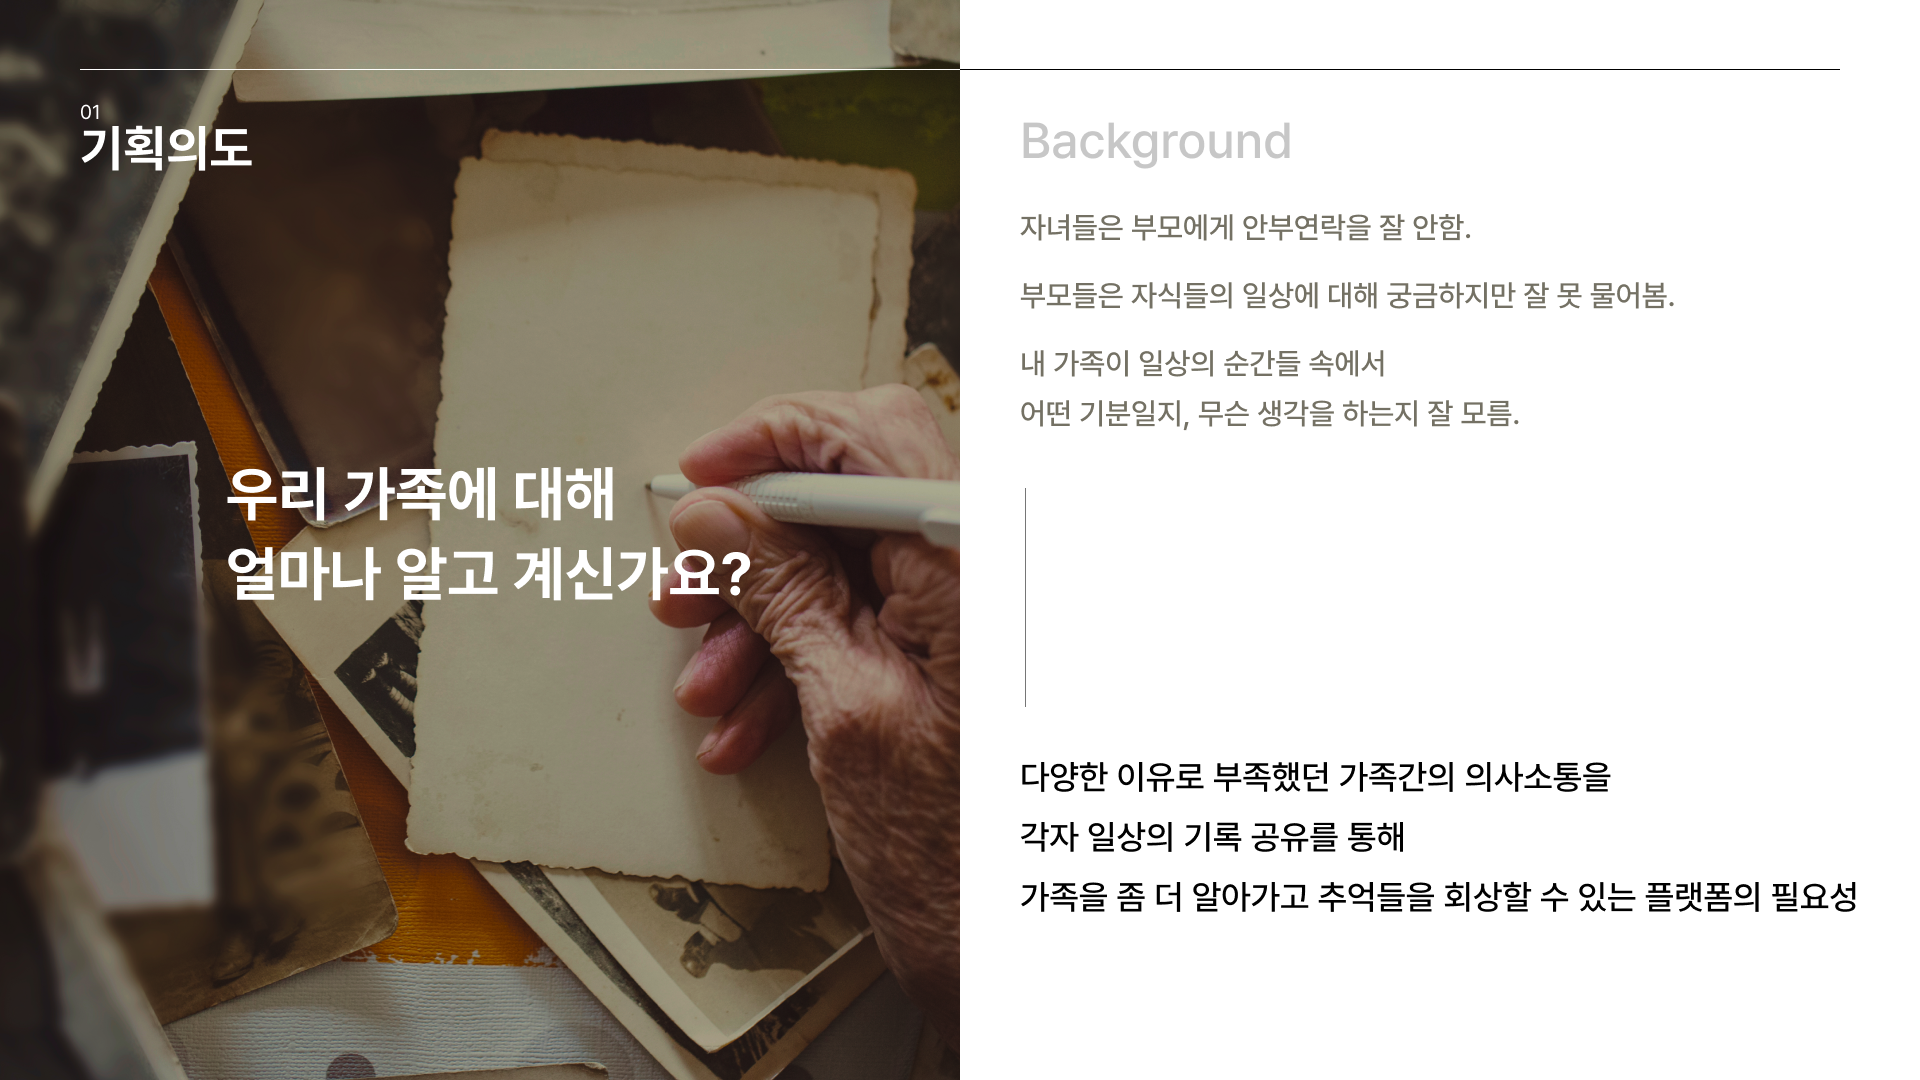 01
기획의도
우리 가족에 대해
얼마나 알고 계신가요?
Background
자녀들은 부모에게 안부연락을 잘 안함.
부모들은 자식들의 일상에 대해 궁금하지만 잘 못 물어봄.
내 가족이 일상의 순간들 속에서
어떤 기분일지, 무슨 생각을 하는지 잘 모름.
다양한 이유로 부족했던 가족간의 의사소통을
각자 일상의 기록 공유를 통해
가족을 좀 더 알아가고 추억들을 회상할 수 있는 플랫폼의 필요성